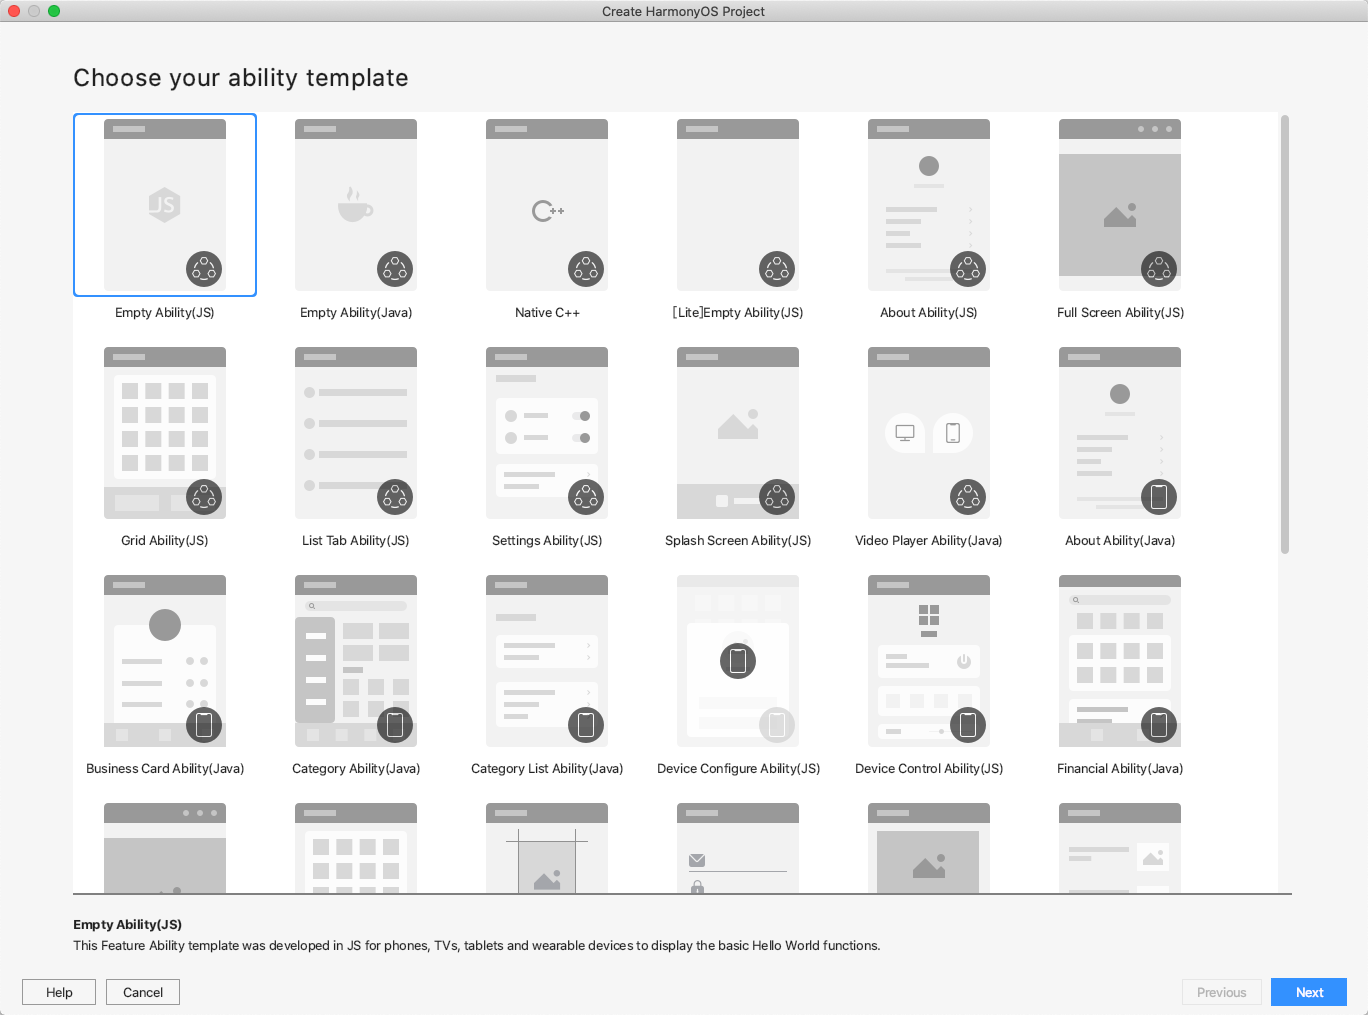 Create HarmonyOS Project
Choose your ability template
JS
C++
Empty Ability(JS)
Empty Ability(Java)
Native C++
[Lite]Empty Ability(JS)
About Ability(JS)
Full Screen Ability(JS)
Grid Ability(JS)
List Tab Ability(JS)
Settings Ability(JS)
Splash Screen Ability(JS)
Video Player Ability(Java)
About Ability(Java)
Business Card Ability(Java)
Category Ability(Java)
Category List Ability(Java)
Device Configure Ability(JS)
Device Control Ability(JS)
Financial Ability(Java)
Empty Ability(JS)
This Feature Ability template was developed in JS for phones, TVs, tablets and wearable devices to display the basic Hello World functions.
Help
Cancel
Previous
Next